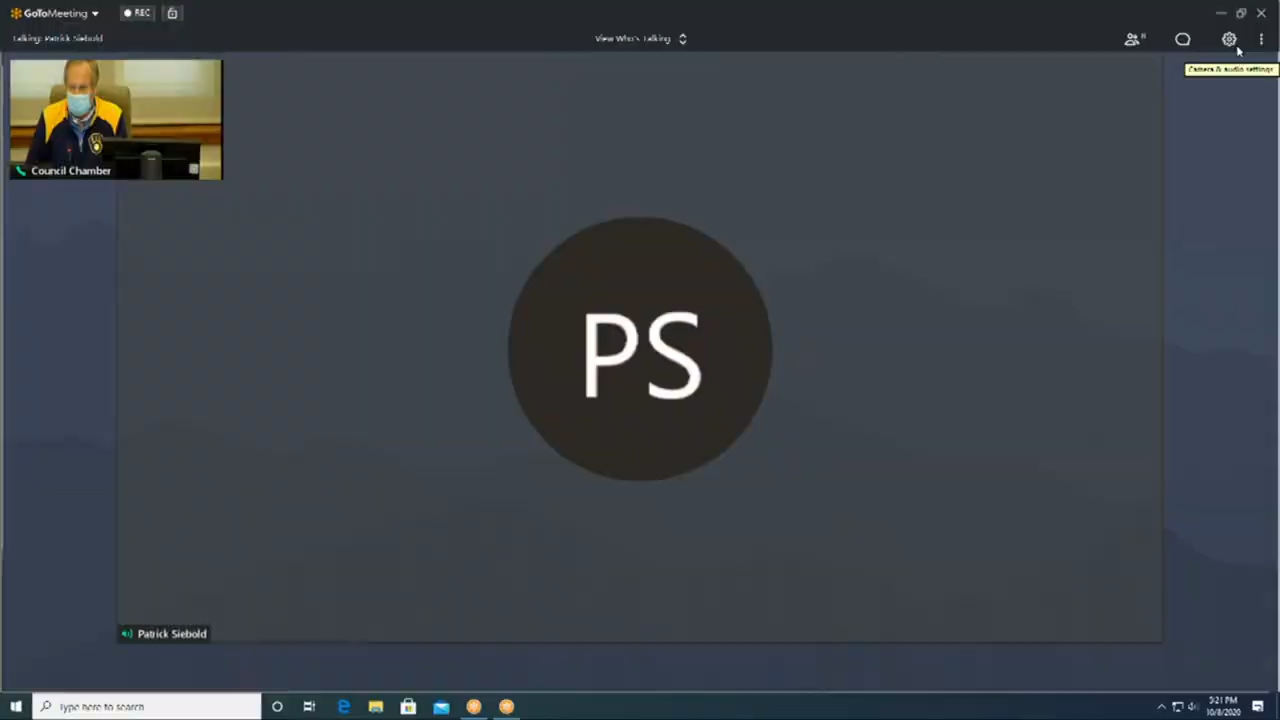 GoToMeeting
REC
Talking: Patrick Siebold
View Who's Talking
Camera & audio settings
Council Chamber
PS
Patrick Siebold
Type here to search
5:21 PM
10/8/2020